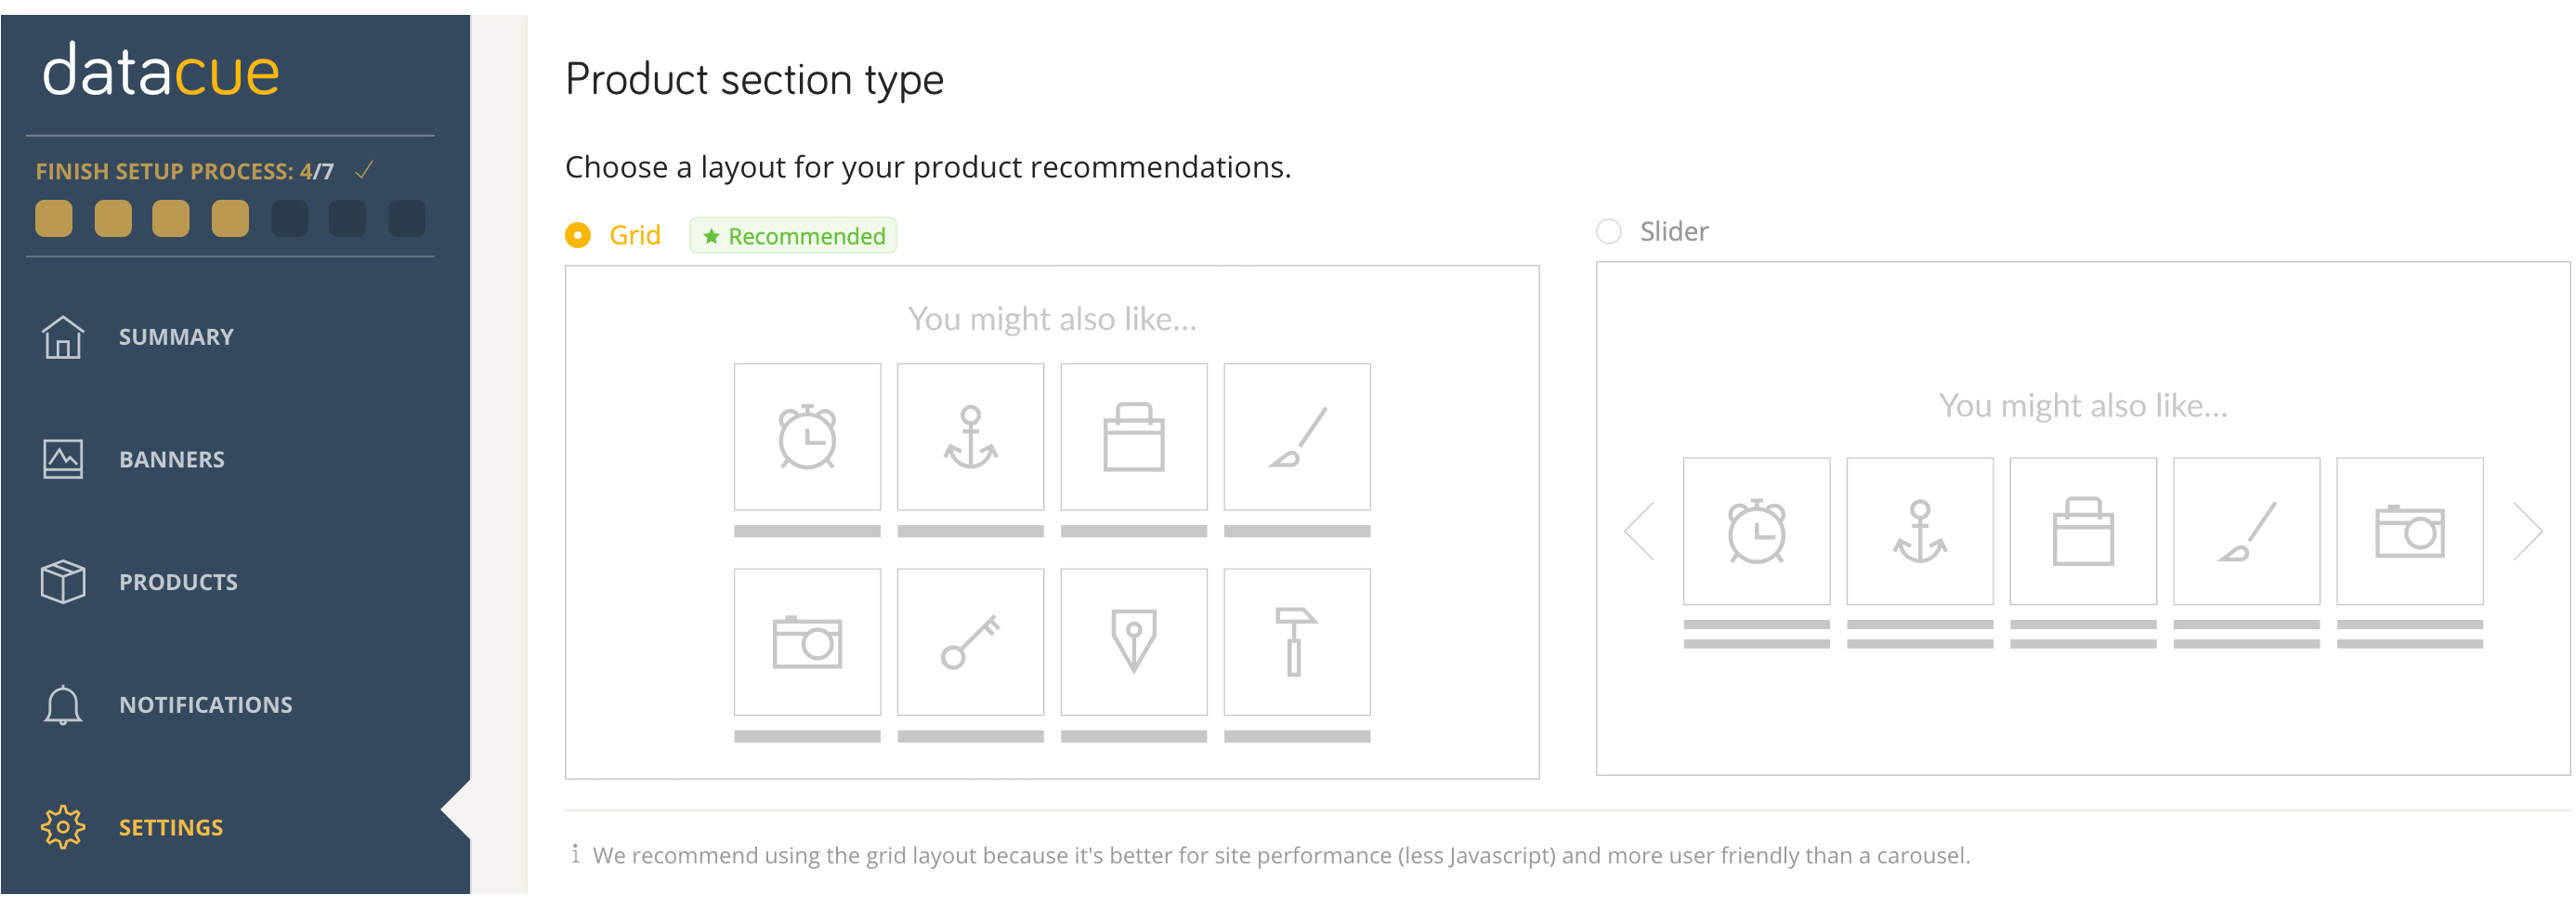 datacue
FINISH SETUP PROCESS: 4/7
SUMMARY
BANNERS
PRODUCTS
NOTIFICATIONS
SETTINGS
Product section type
Choose a layout for your product recommendations.
Grid
Recommended
You might also like...
Slider
You might also like...
i We recommend using the grid layout because it's better for site performance (less Javascript) and more user friendly than a carousel.